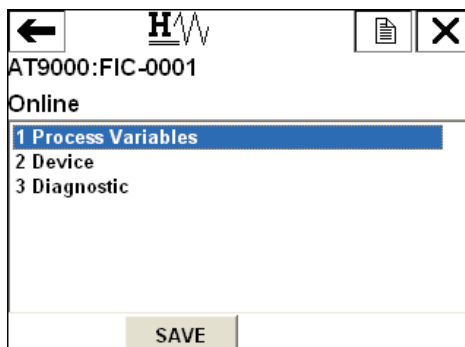 H
AT9000:FIC-0001
Online
1 Process Variables
2 Device
3 Diagnostic
SAVE